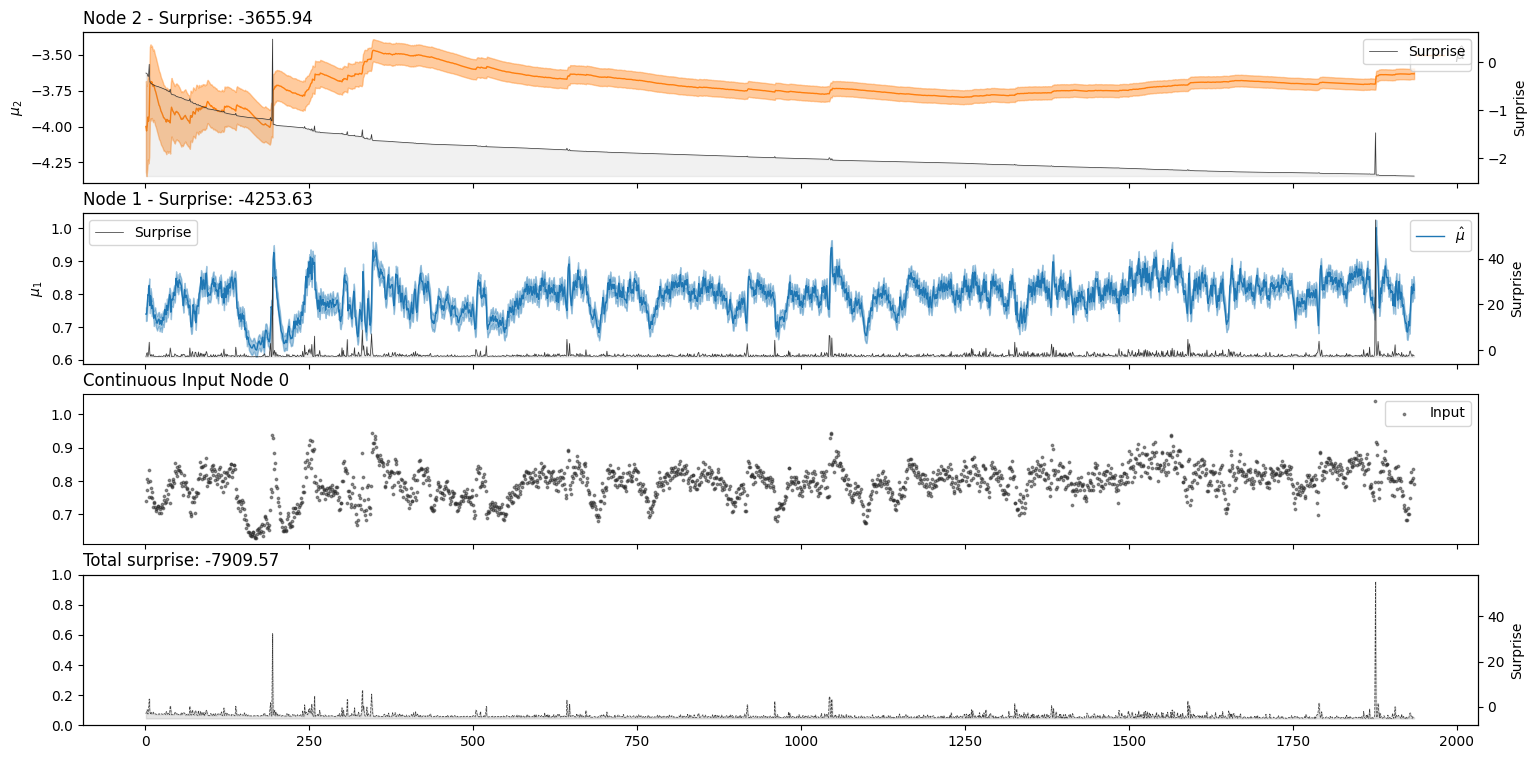 Node 2 - Surprise: -3655.94
−3.50
−3.75
−4.00
−4.25
μ2
Surprise
0
−1
−2
Surprise
Node 1 - Surprise: -4253.63
1.0
0.9
0.8
0.7
0.6
μ1
Surprise
μ̂
40
20
0
Surprise
Continuous Input Node 0
1.0
0.9
0.8
0.7
Input
Total surprise: -7909.57
1.0
0.8
0.6
0.4
0.2
0.0
40
20
0
Surprise
0 250 500 750 1000 1250 1500 1750 2000